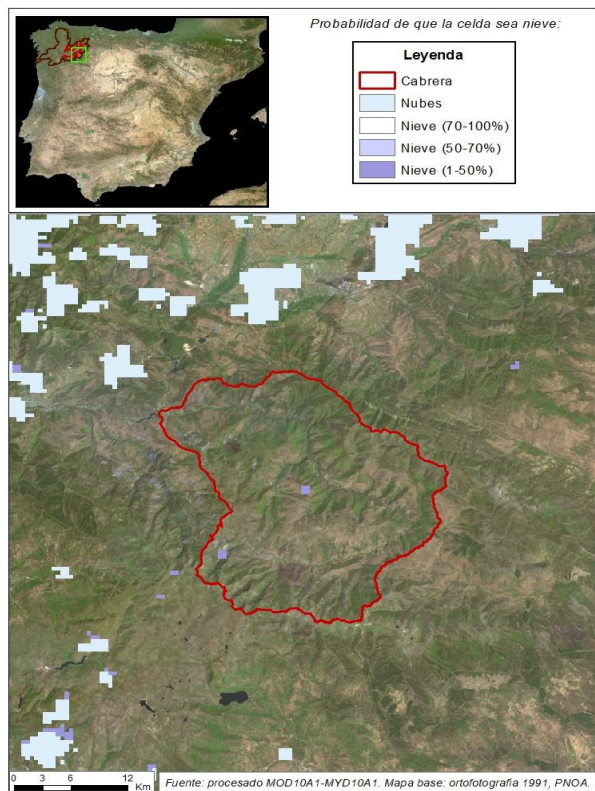 Probabilidad de que la celda sea nieve:
Leyenda
Cabrera
Nubes
Nieve (70-100%)
Nieve (50-70%)
Nieve (1-50%)
0 3 6 12
Km
Fuente: procesado MOD10A1-MYD10A1. Mapa base: ortofotografia 1991, PNOA.